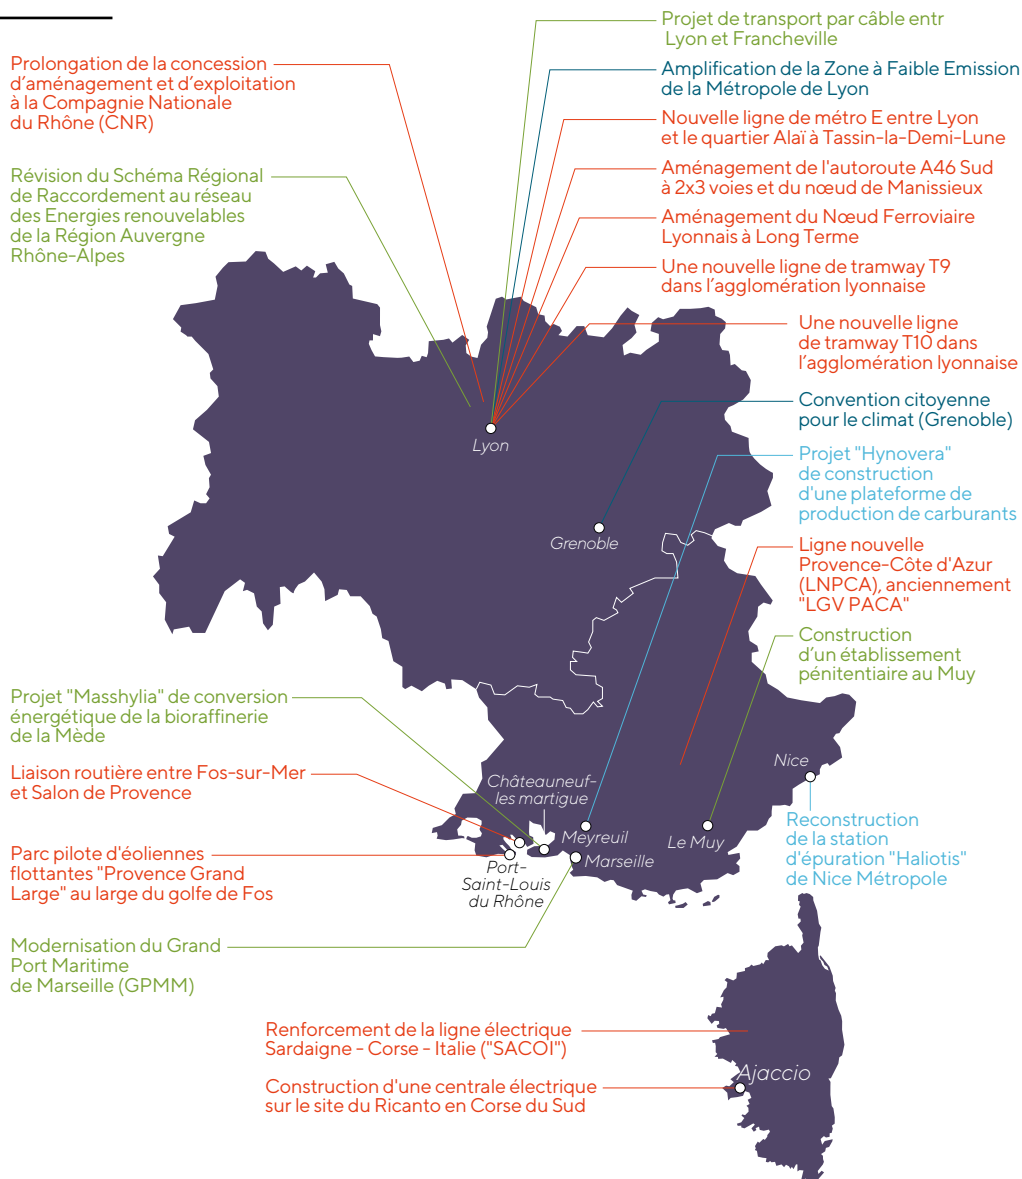 Projet de transport par câble entr
Lyon et Francheville
Prolongation de la concession
d'aménagement et d'exploitation
à la Compagnie Nationale
du Rhône (CNR)
Amplification de la Zone à Faible Emission
de la Métropole de Lyon
Nouvelle ligne de métro E entre Lyon
et le quartier Alaï à Tassin-la-Demi-Lune
Révision du Schéma Régional
de Raccordement au réseau
des Energies renouvelables
de la Région Auvergne
Rhône-Alpes
Aménagement de l'autoroute A46 Sud
à 2x3 voies et du nœud de Manissieux
Aménagement du Nœud Ferroviaire
Lyonnais à Long Terme
Une nouvelle ligne de tramway T9
dans l'agglomération lyonnaise
Une nouvelle ligne
de tramway T10 dans
l'agglomération lyonnaise
Convention citoyenne
pour le climat (Grenoble)
Lyon
Projet "Hynovera"
de construction
d'une plateforme de
production de carburants
Grenoble
Ligne nouvelle
Provence-Côte d'Azur
(LNPCA), anciennement
"LGV PACA"
Construction
d'un établissement
pénitentiaire au Muy
Projet "Masshylia" de conversion
énergétique de la bioraffinerie
de la Mède
Liaison routière entre Fos-sur-Mer
et Salon de Provence
Nice
Châteauneuf-
les martigue
Meyreuil
Le Muy
Marseille
Reconstruction
de la station
d'épuration "Haliotis"
de Nice Métropole
Parc pilote d'éoliennes
flottantes "Provence Grand
Large" au large du golfe de Fos
Port-
Saint-Louis
du Rhône
Modernisation du Grand
Port Maritime
de Marseille (GPMM)
Renforcement de la ligne électrique
Sardaigne - Corse - Italie ("SACOI")
Ajaccio
Construction d'une centrale électrique
sur le site du Ricanto en Corse du Sud